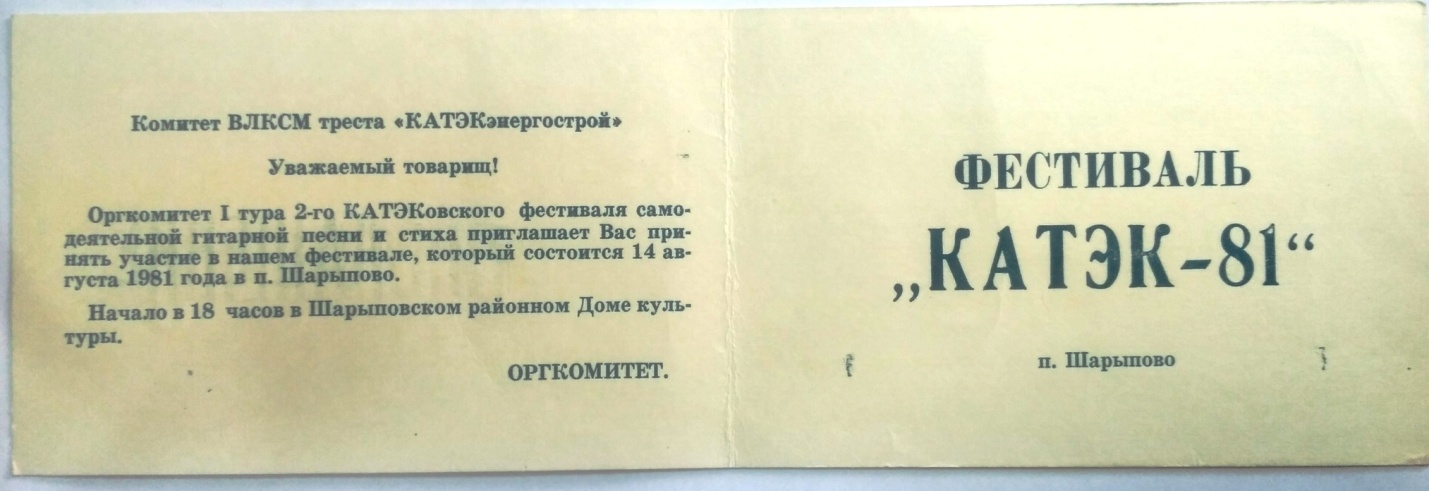 Комитет ВЛКСМ треста «КАТЭКэнергострой»
Уважаемый товарищ!
Оргкомитет I тура 2-го КАТЭКовского фестиваля само-
деятельной гитарной песни и стиха приглашает Вас при-
нять участие в нашем фестивале, который состоится 14 ав-
густа 1981 года в п. Шарыпово.
Начало в 18 часов в Шарыповском районном Доме куль-
туры.
ОРГКОМИТЕТ.
ФЕСТИВАЛЬ
„КАТЭК-81“
п. Шарыпово